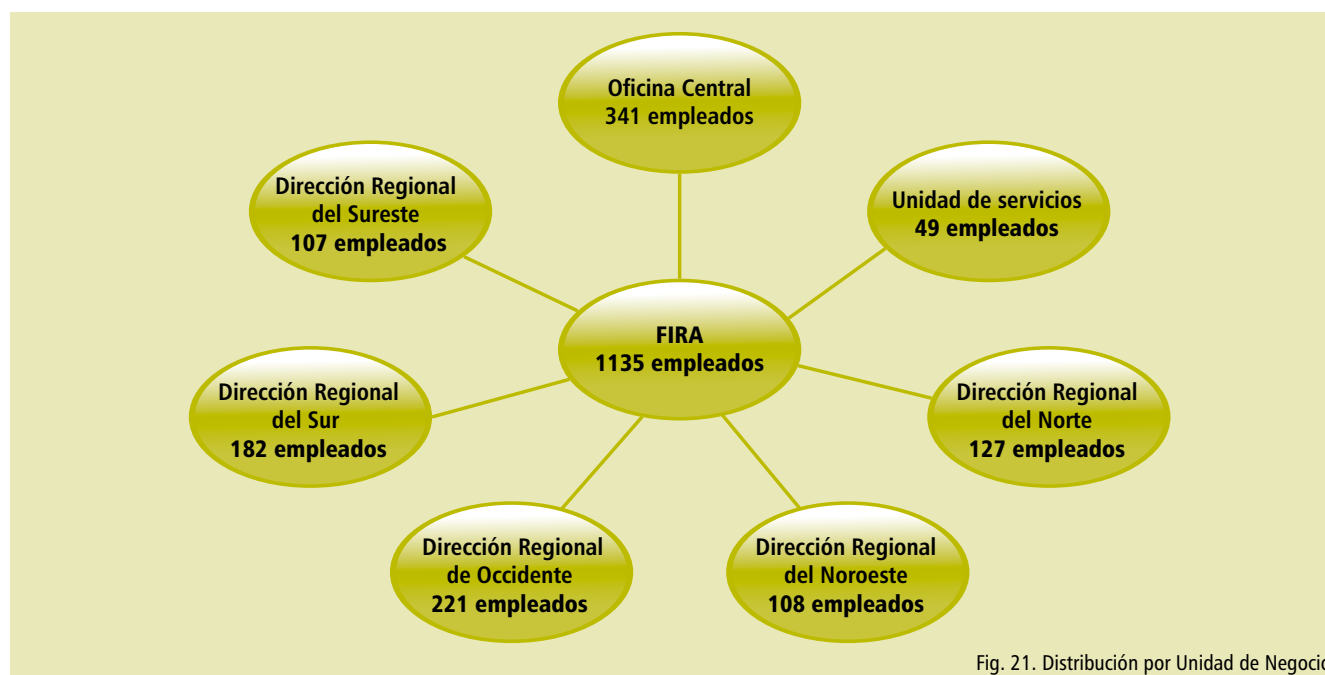 Oficina Central
341 empleados
Dirección Regional
del Sureste
107 empleados
Unidad de servicios
49 empleados
FIRA
1135 empleados
Dirección Regional
del Sur
182 empleados
Dirección Regional
del Norte
127 empleados
Dirección Regional
de Occidente
221 empleados
Dirección Regional
del Noroeste
108 empleados
Fig. 21. Distribución por Unidad de Negocio